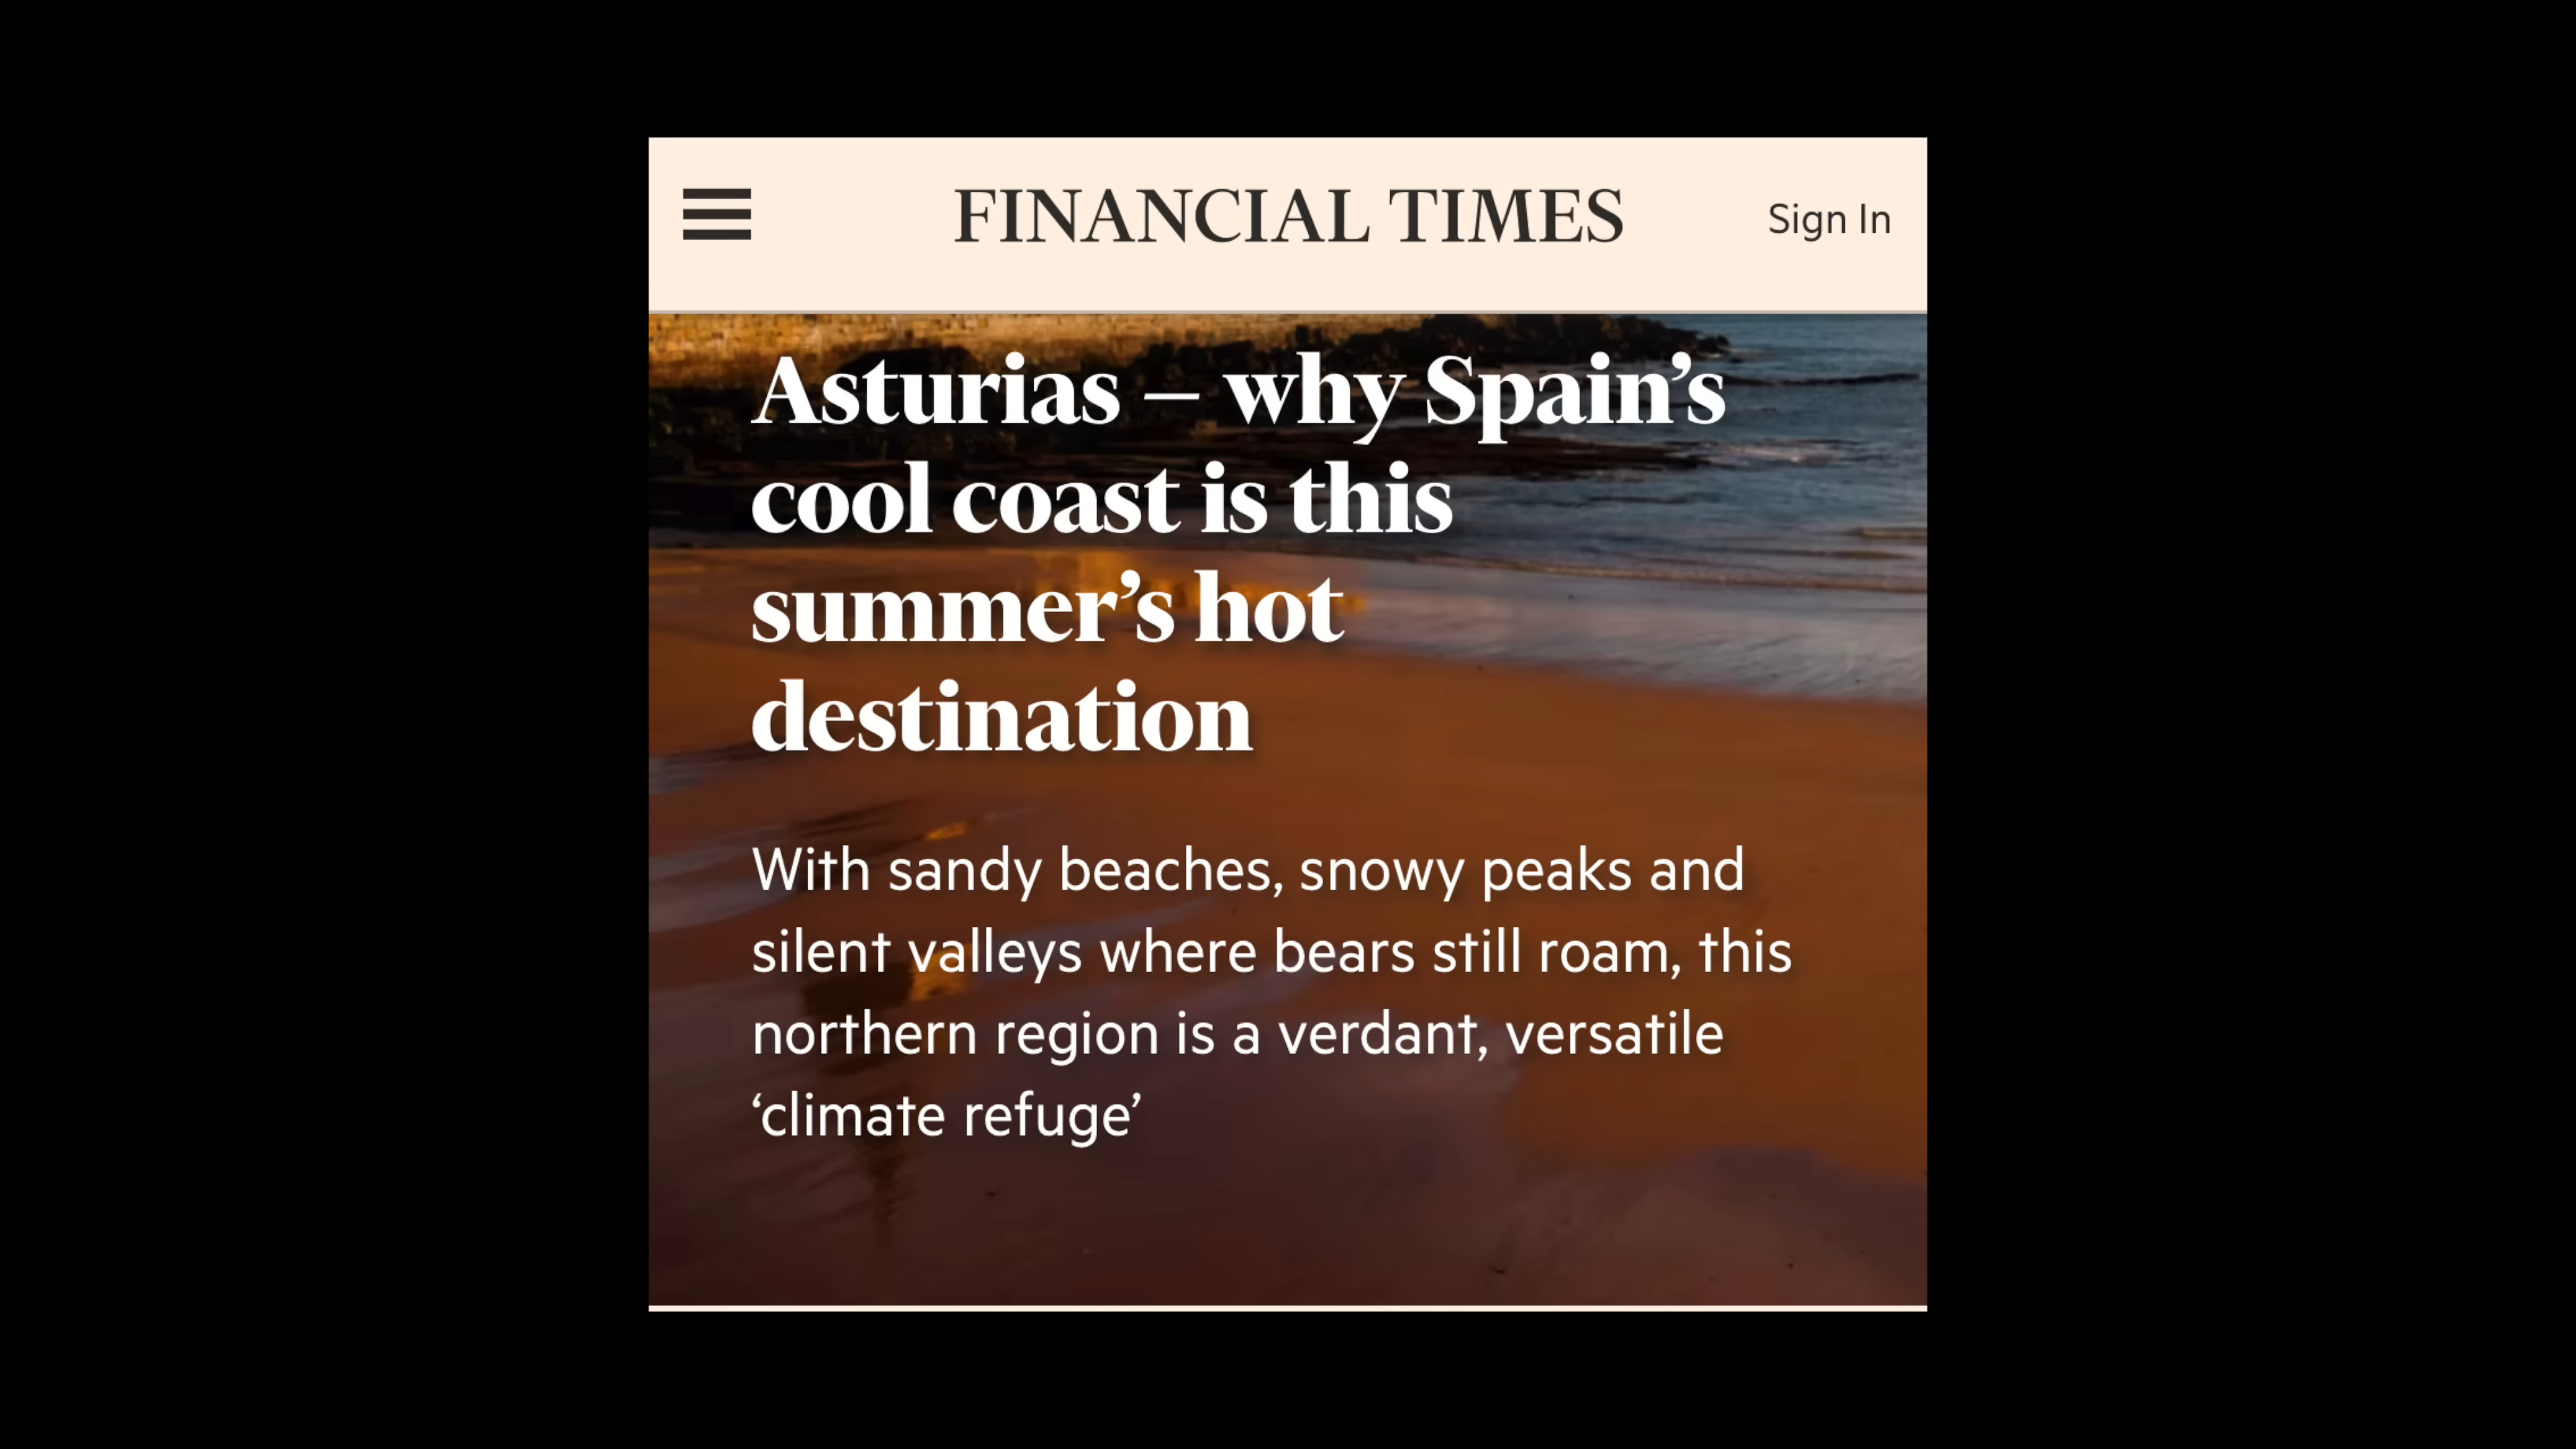 FINANCIAL TIMES
Sign In
Asturias – why Spain’s
cool coast is this
summer’s hot
destination
With sandy beaches, snowy peaks and
silent valleys where bears still roam, this
northern region is a verdant, versatile
‘climate refuge’